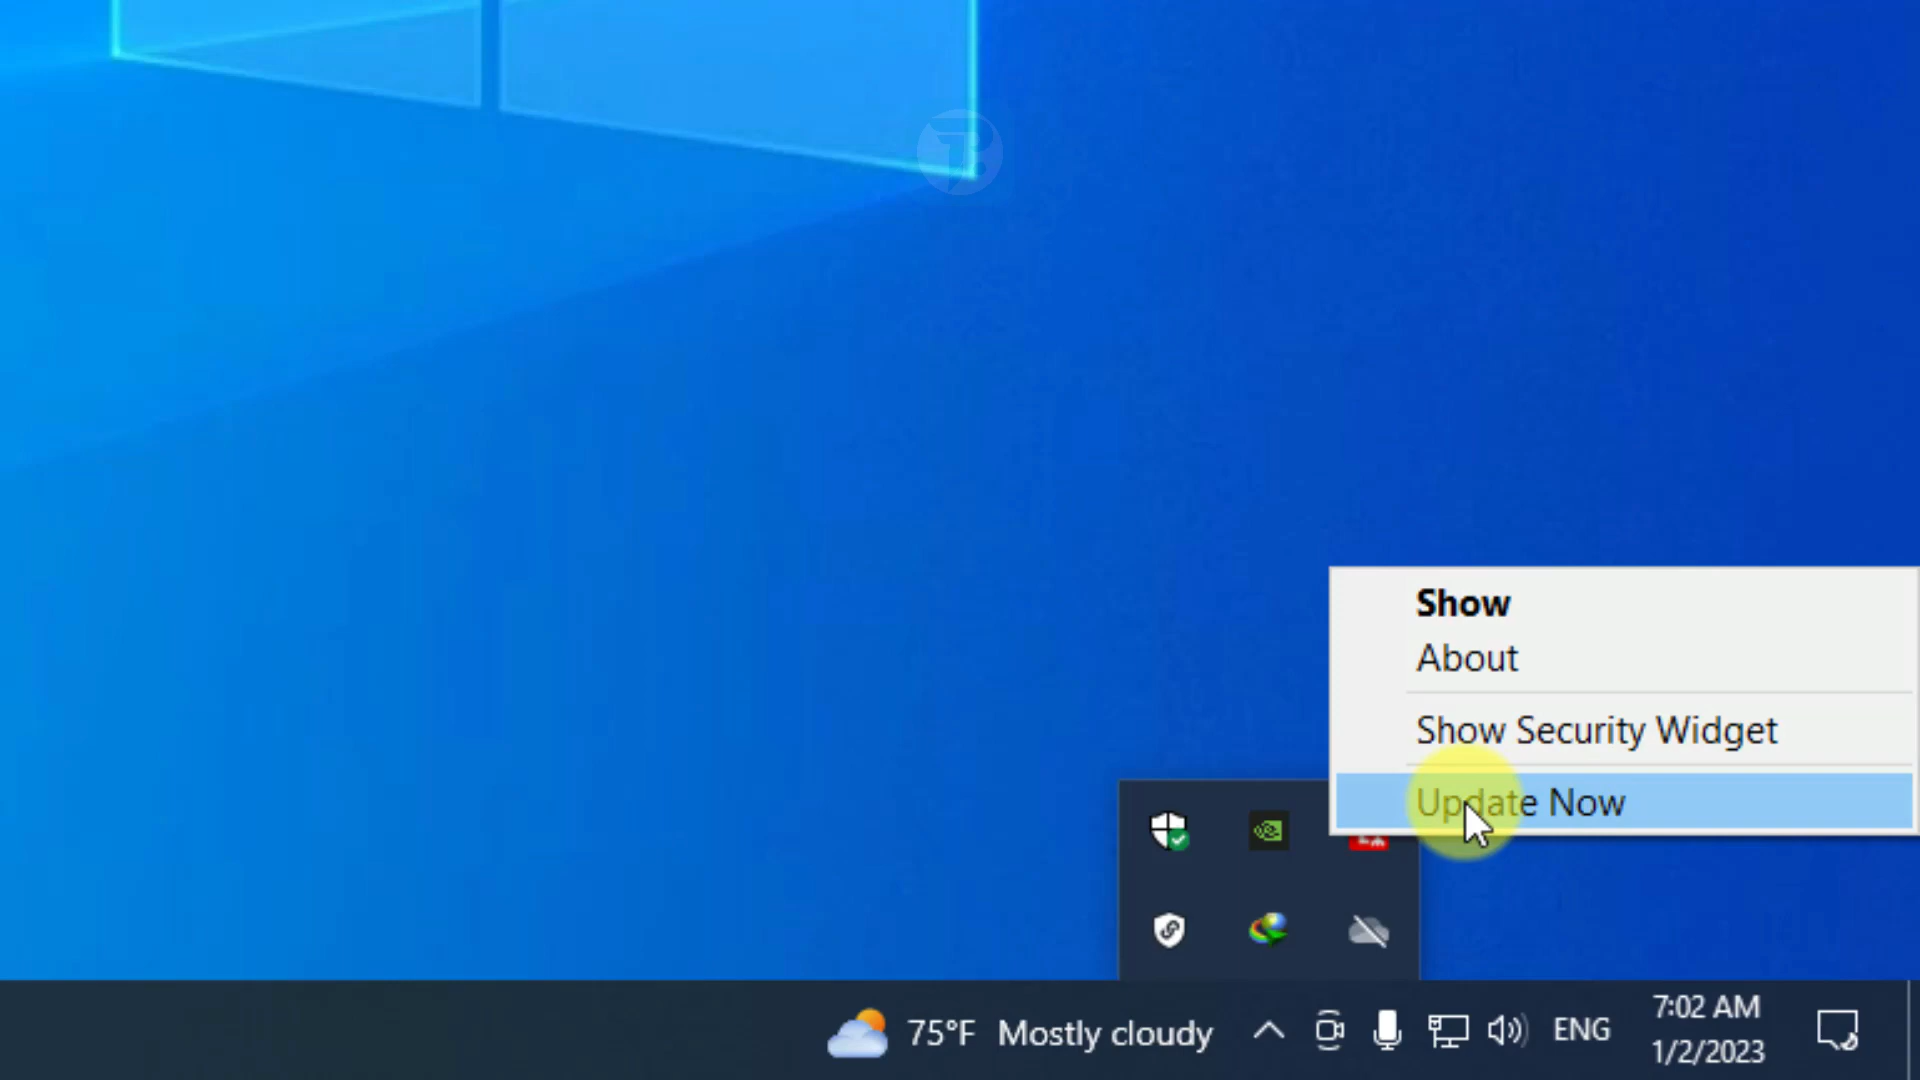 Show
About
Show Security Widget
Update Now
75°F Mostly cloudy
ENG
7:02 AM
1/2/2023